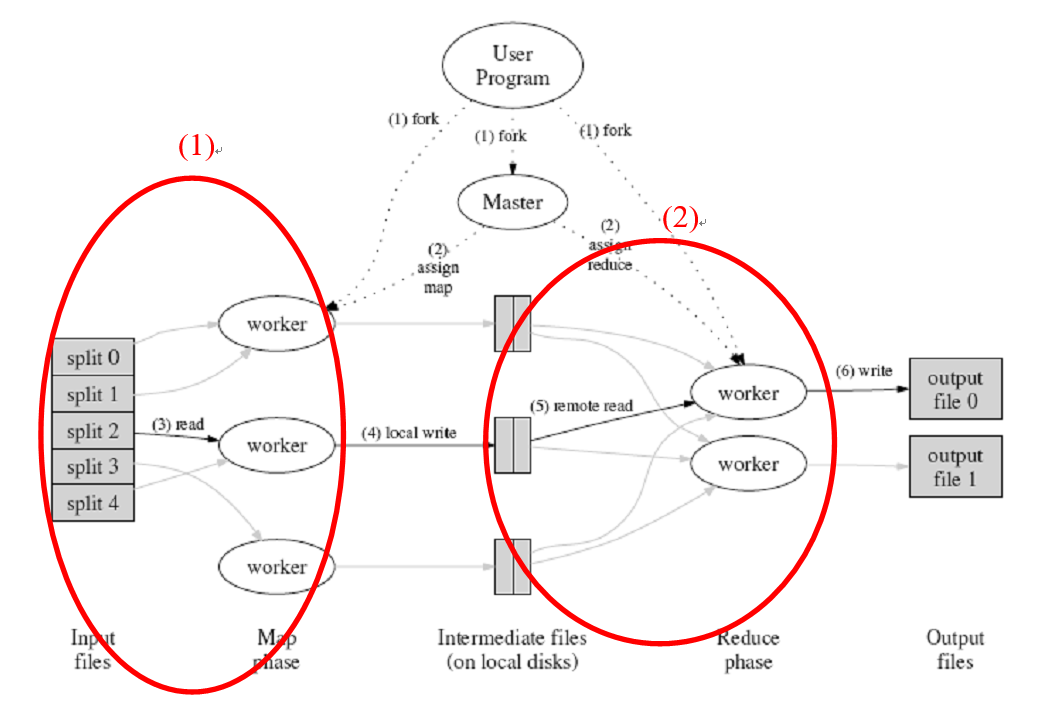 User
Program
(1) fork
(1) fork
(1) fork
(1)
Master
(2)
(2)
assign
map
(2)
assign
reduce
worker
split 0
split 1
split 2
split 3
split 4
(3) read
worker
(4) local write
(5) remote read
worker
(6) write
output
file 0
worker
output
file 1
worker
Input
files
Map
phase
Intermediate files
(on local disks)
Reduce
phase
Output
files